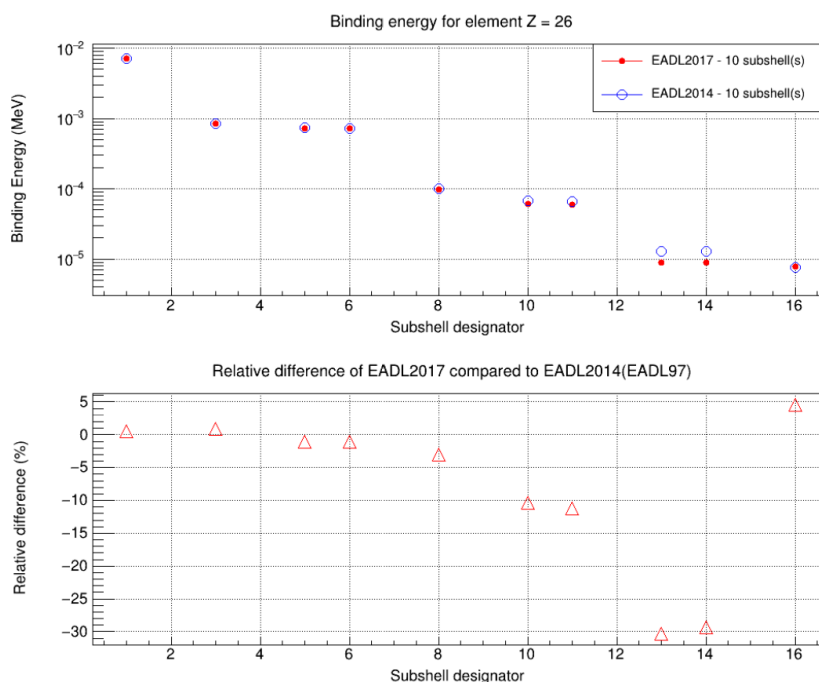 Binding energy for element Z = 26
Binding Energy (MeV)
10⁻²
10⁻³
10⁻⁴
10⁻⁵
EADL2017 - 10 subshell(s)
EADL2014 - 10 subshell(s)
2 4 6 8 10 12 14 16
Subshell designator
Relative difference of EADL2017 compared to EADL2014(EADL97)
Relative difference (%)
5
0
−5
−10
−15
−20
−25
−30
2 4 6 8 10 12 14 16
Subshell designator